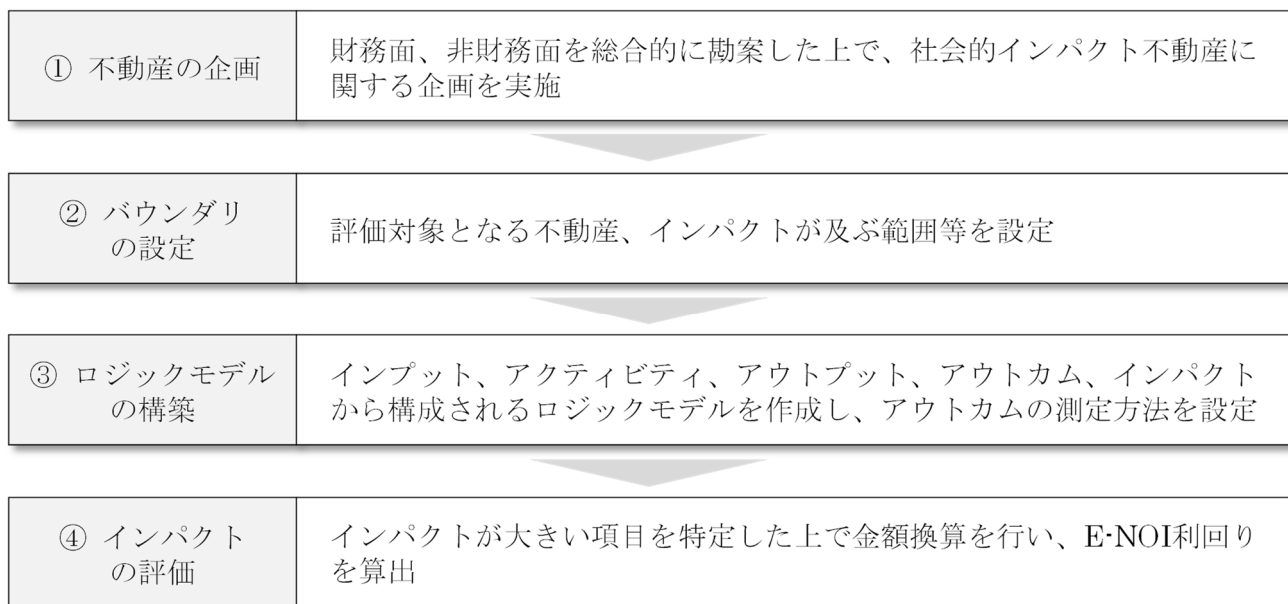 ① 不動産の企画
財務面、非財務面を総合的に勘案した上で、社会的インパクト不動産に
関する企画を実施
② バウンダリ
の設定
評価対象となる不動産、インパクトが及ぶ範囲等を設定
③ ロジックモデル
の構築
インプット、アクティビティ、アウトプット、アウトカム、インパクト
から構成されるロジックモデルを作成し、アウトカムの測定方法を設定
④ インパクト
の評価
インパクトが大きい項目を特定した上で金額換算を行い、E-NOI利回り
を算出